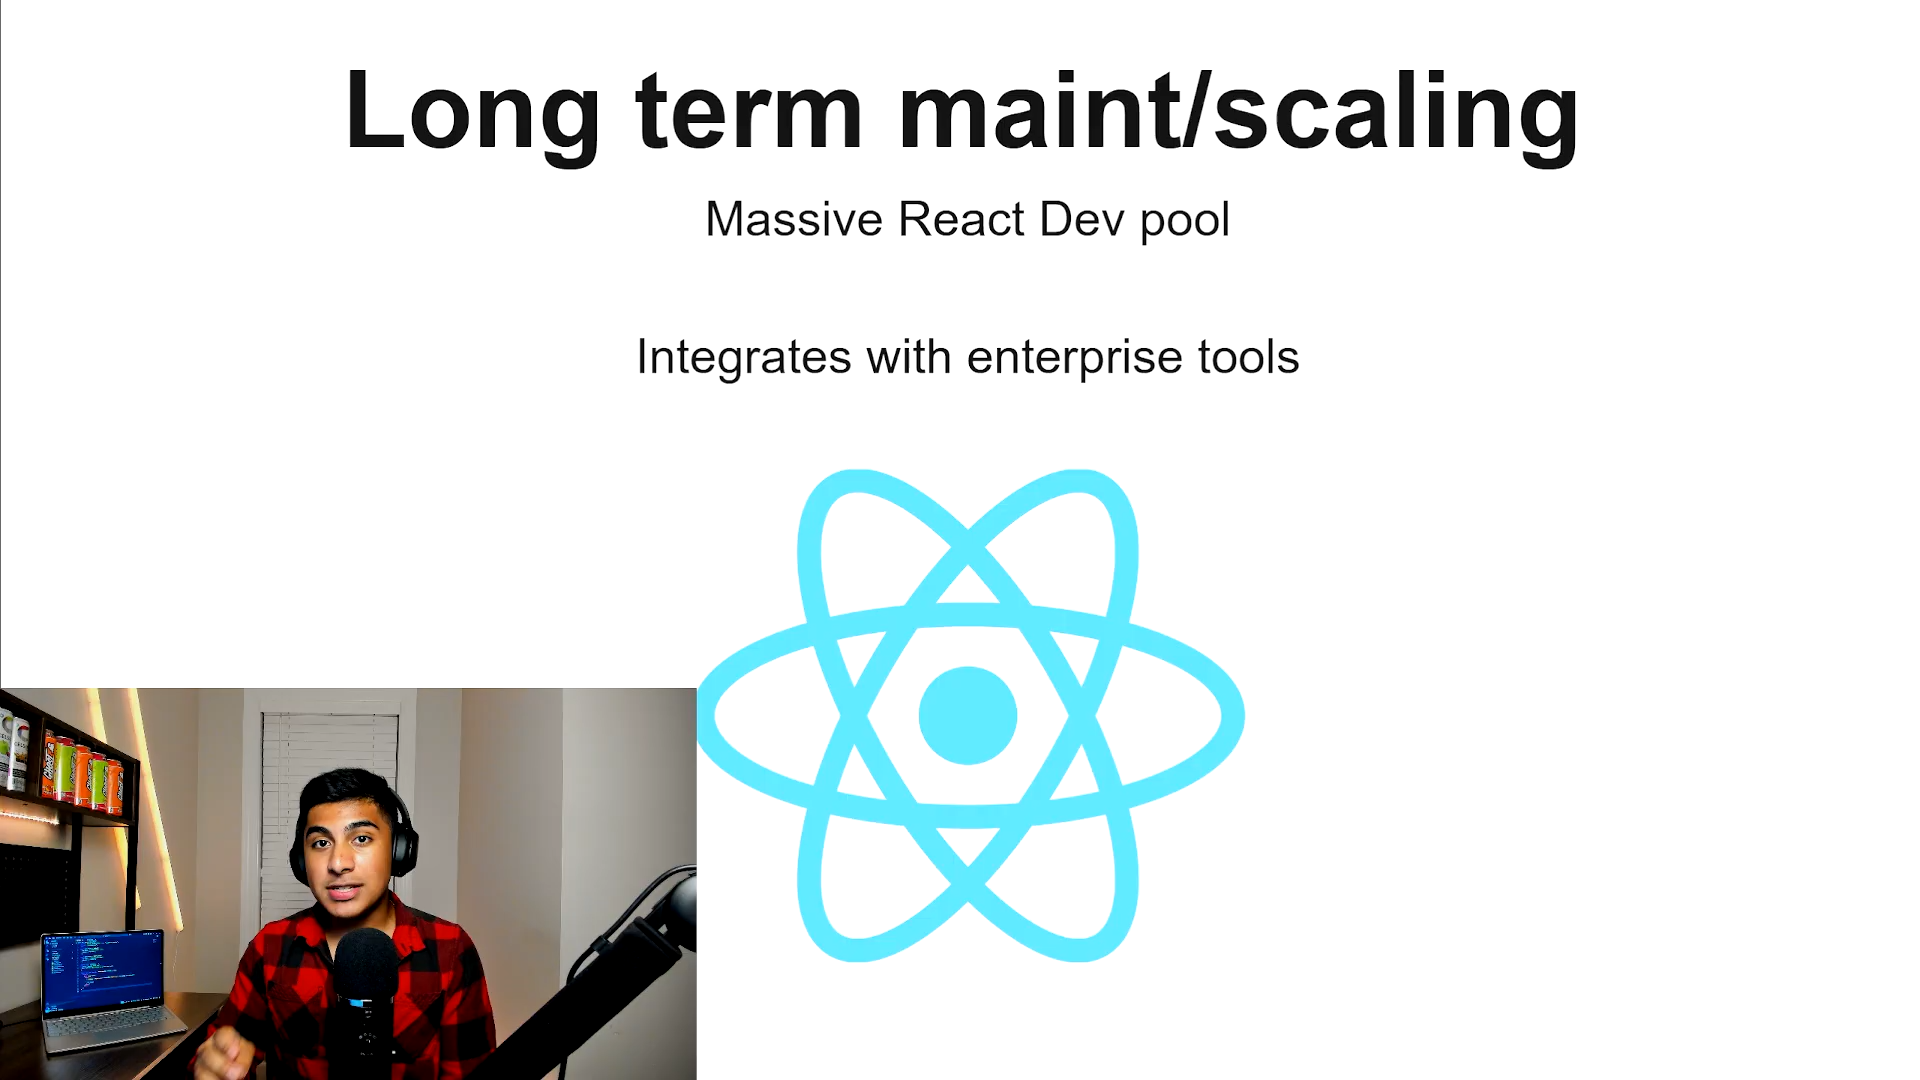 Long term maint/scaling
Massive React Dev pool
Integrates with enterprise tools